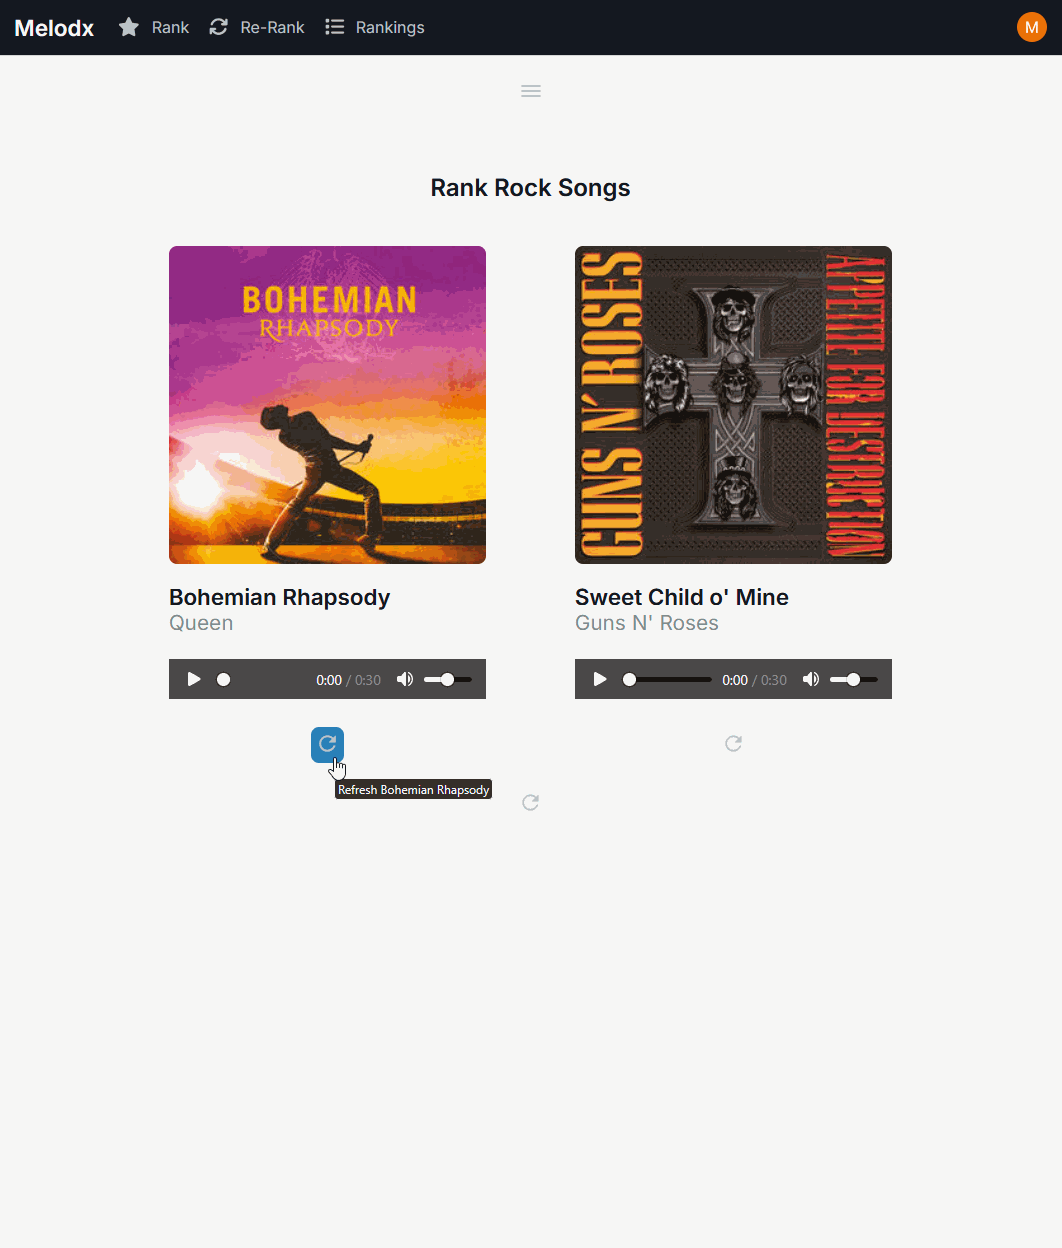 Melodx Rank Re-Rank Rankings M
Rank Rock Songs
BOHEMIAN
RHAPSODY
GUNS N' ROSES
APPETITE FOR DESTRUCTION
Bohemian Rhapsody
Queen
0:00 / 0:30
Sweet Child o' Mine
Guns N' Roses
0:00 / 0:30
Refresh Bohemian Rhapsody